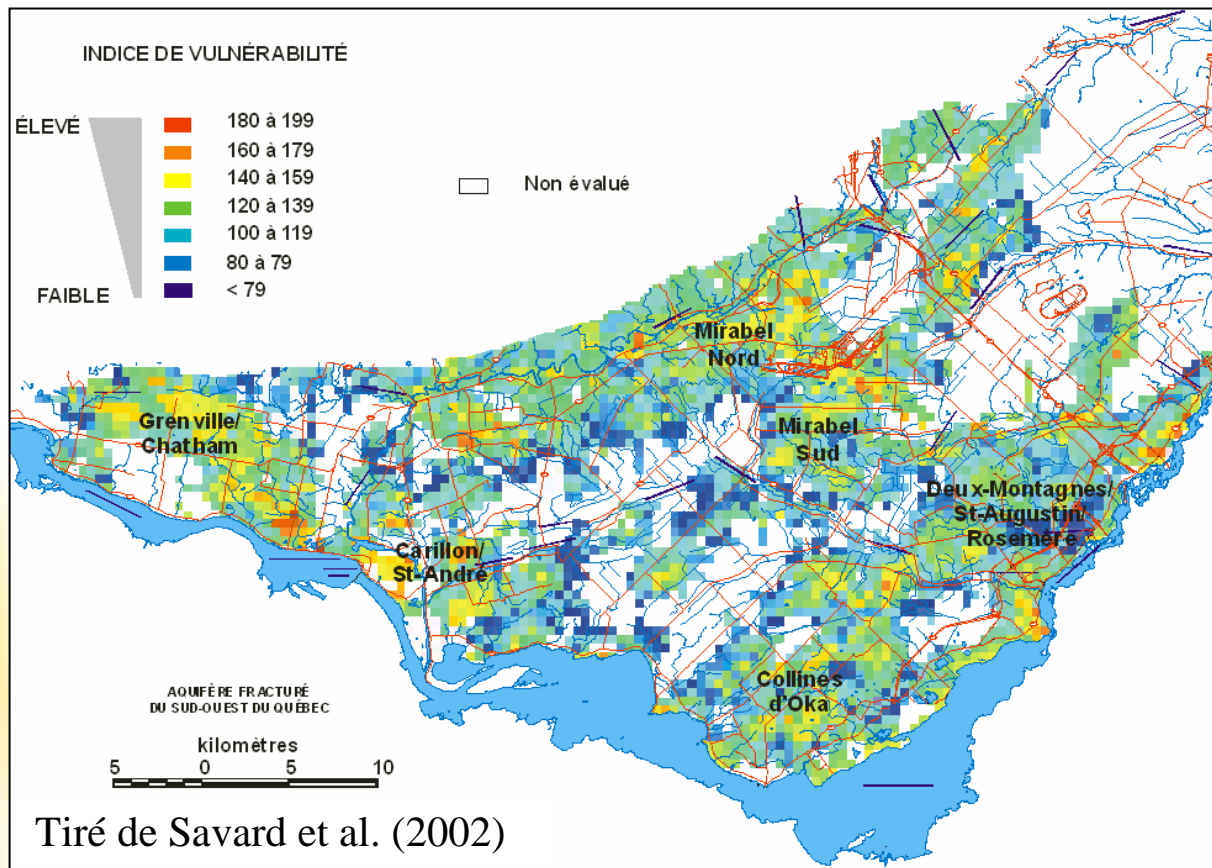 INDICE DE VULNÉRABILITÉ
ÉLEVÉ
180 à 199
160 à 179
140 à 159
120 à 139
100 à 119
80 à 79
< 79
FAIBLE
Non évalué
Mirabel
Nord
Grenville/
Chatham
Mirabel
Sud
Deux-Montagnes/
St-Augustin/
Rosemère
Carillon/
St-André
Collines
d'Oka
AQUIFÈRE FRACTURÉ
DU SUD-OUEST DU QUÉBEC
kilomètres
5 0 5 10
Tiré de Savard et al. (2002)